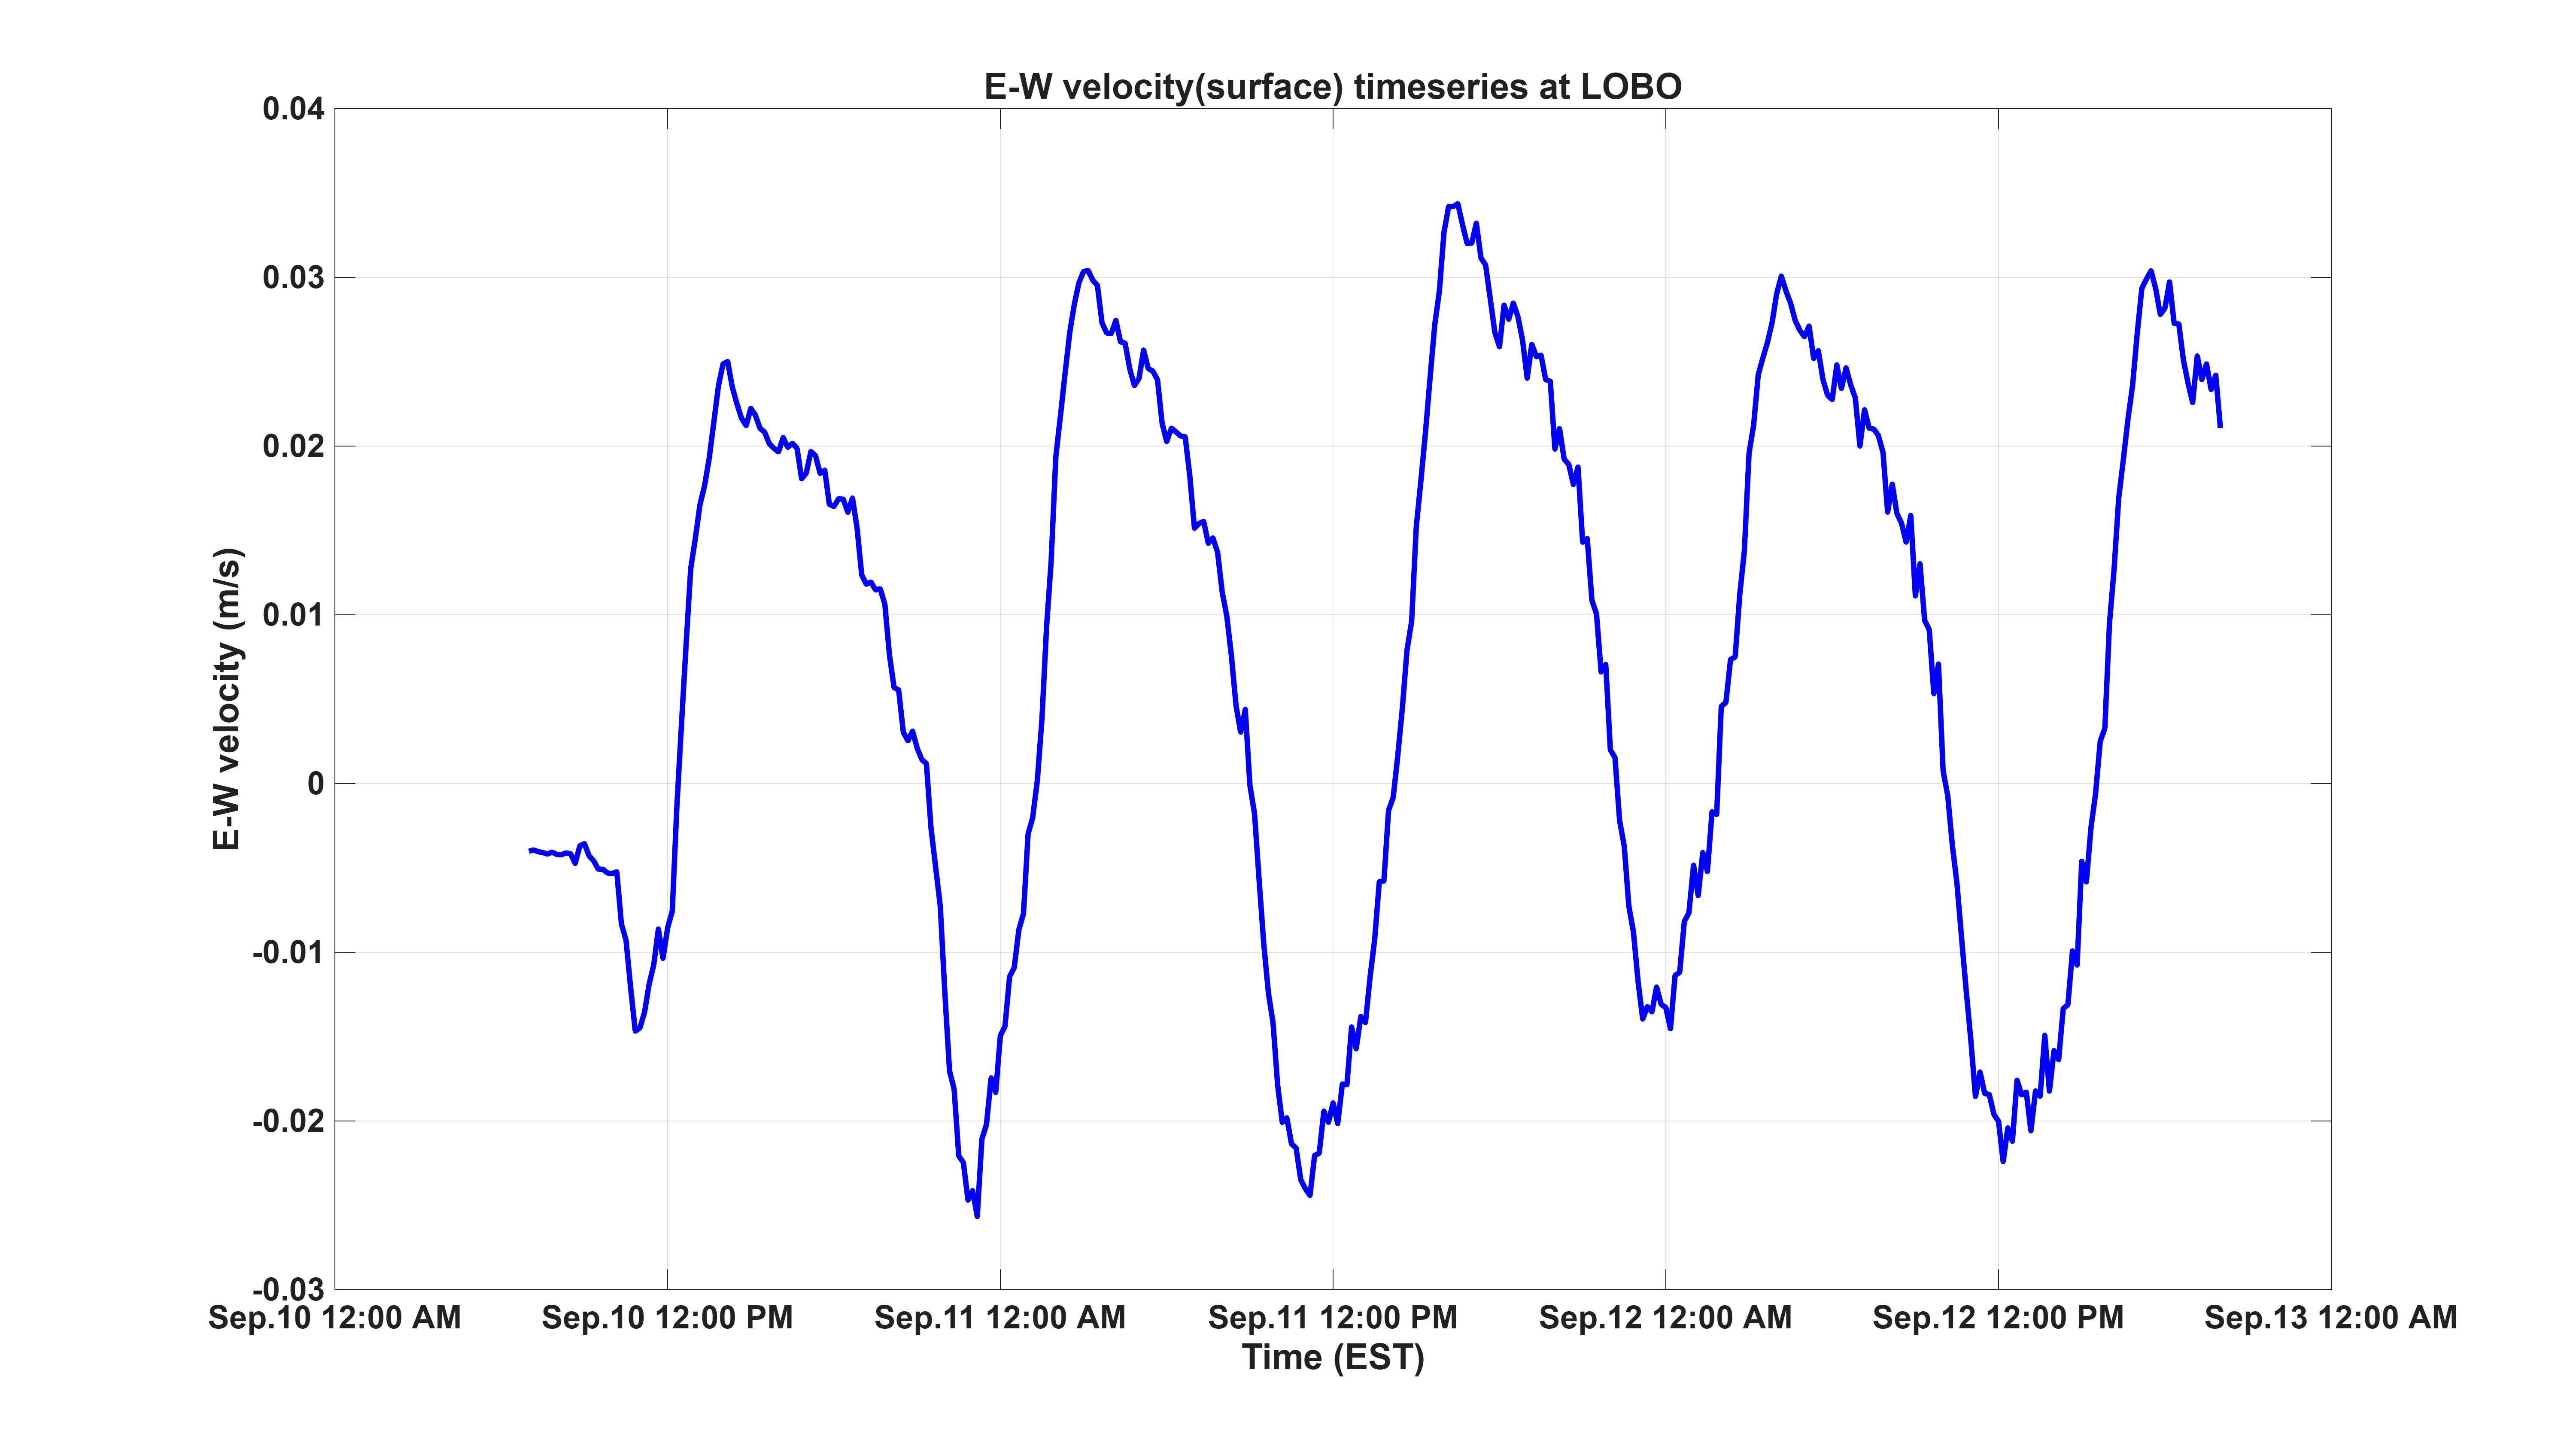 E-W velocity(surface) timeseries at LOBO
0.04
0.03
0.02
0.01
0
-0.01
-0.02
-0.03
E-W velocity (m/s)
Sep.10 12:00 AM
Sep.10 12:00 PM
Sep.11 12:00 AM
Sep.11 12:00 PM
Sep.12 12:00 AM
Sep.12 12:00 PM
Sep.13 12:00 AM
Time (EST)